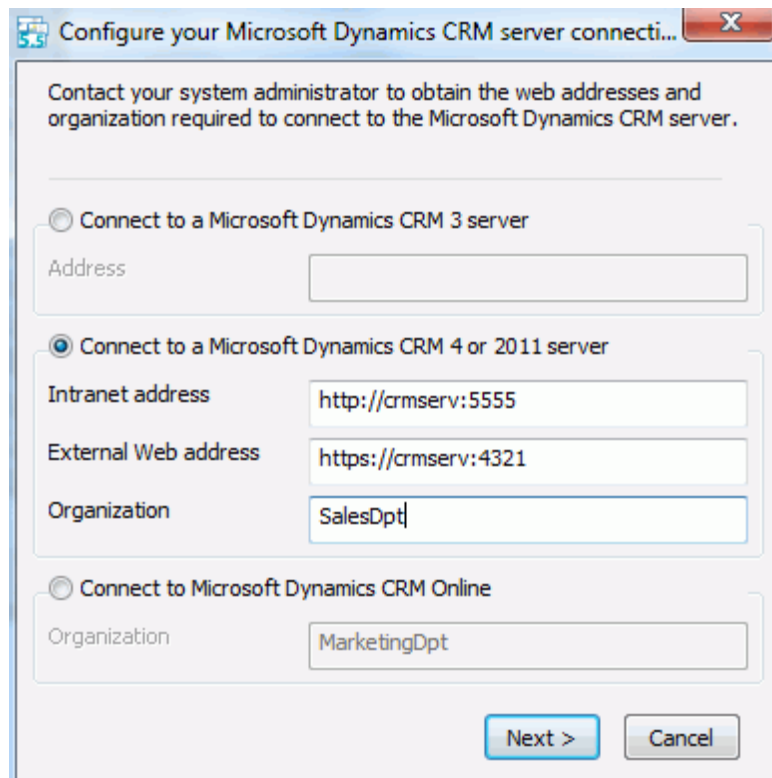 5.5
Configure your Microsoft Dynamics CRM server connecti...
X
Contact your system administrator to obtain the web addresses and
organization required to connect to the Microsoft Dynamics CRM server.
Connect to a Microsoft Dynamics CRM 3 server
Address
Connect to a Microsoft Dynamics CRM 4 or 2011 server
Intranet address http://crmserv:5555
External Web address https://crmserv:4321
Organization SalesDpt
Connect to Microsoft Dynamics CRM Online
Organization MarketingDpt
Next > Cancel